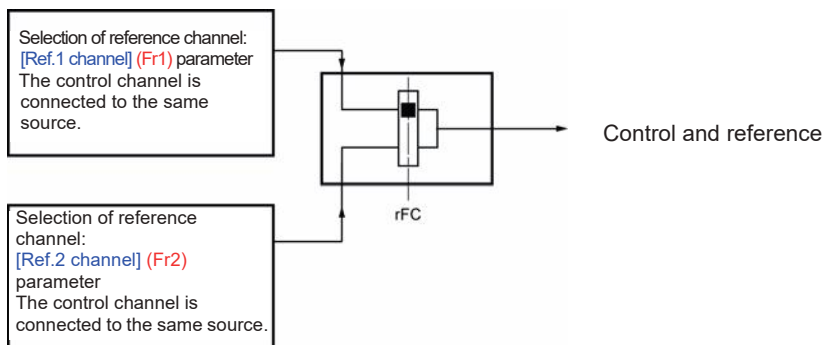 Selection of reference channel:
[Ref.1 channel] (Fr1) parameter
The control channel is
connected to the same
source.
Control and reference
rFC
Selection of reference
channel:
[Ref.2 channel] (Fr2)
parameter
The control channel is
connected to the same source.